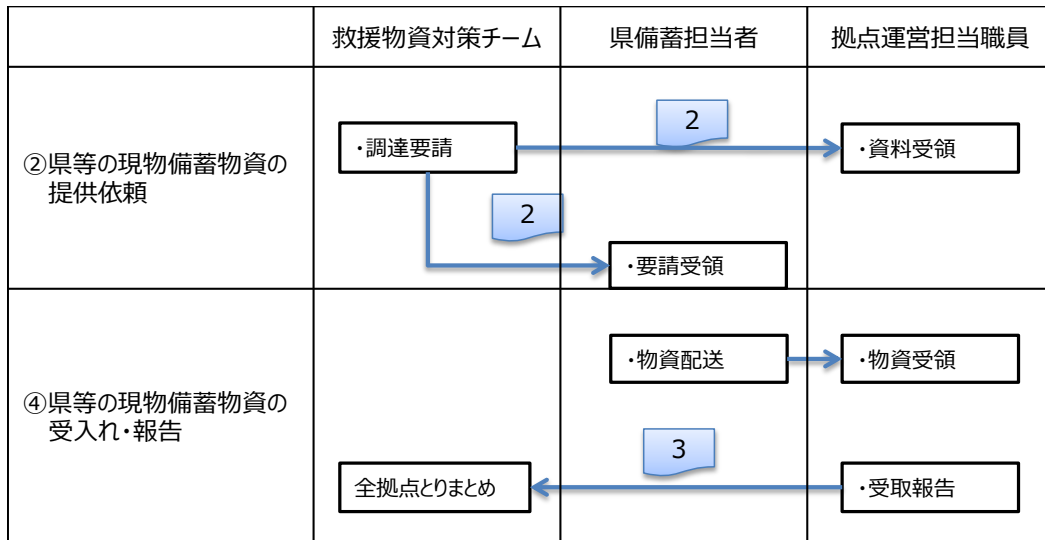 救援物資対策チーム
県備蓄担当者
拠点運営担当職員
②県等の現物備蓄物資の
提供依頼
・調達要請
2
・資料受領
2
・要請受領
④県等の現物備蓄物資の
受入れ・報告
・物資配送
・物資受領
3
全拠点とりまとめ
・受取報告